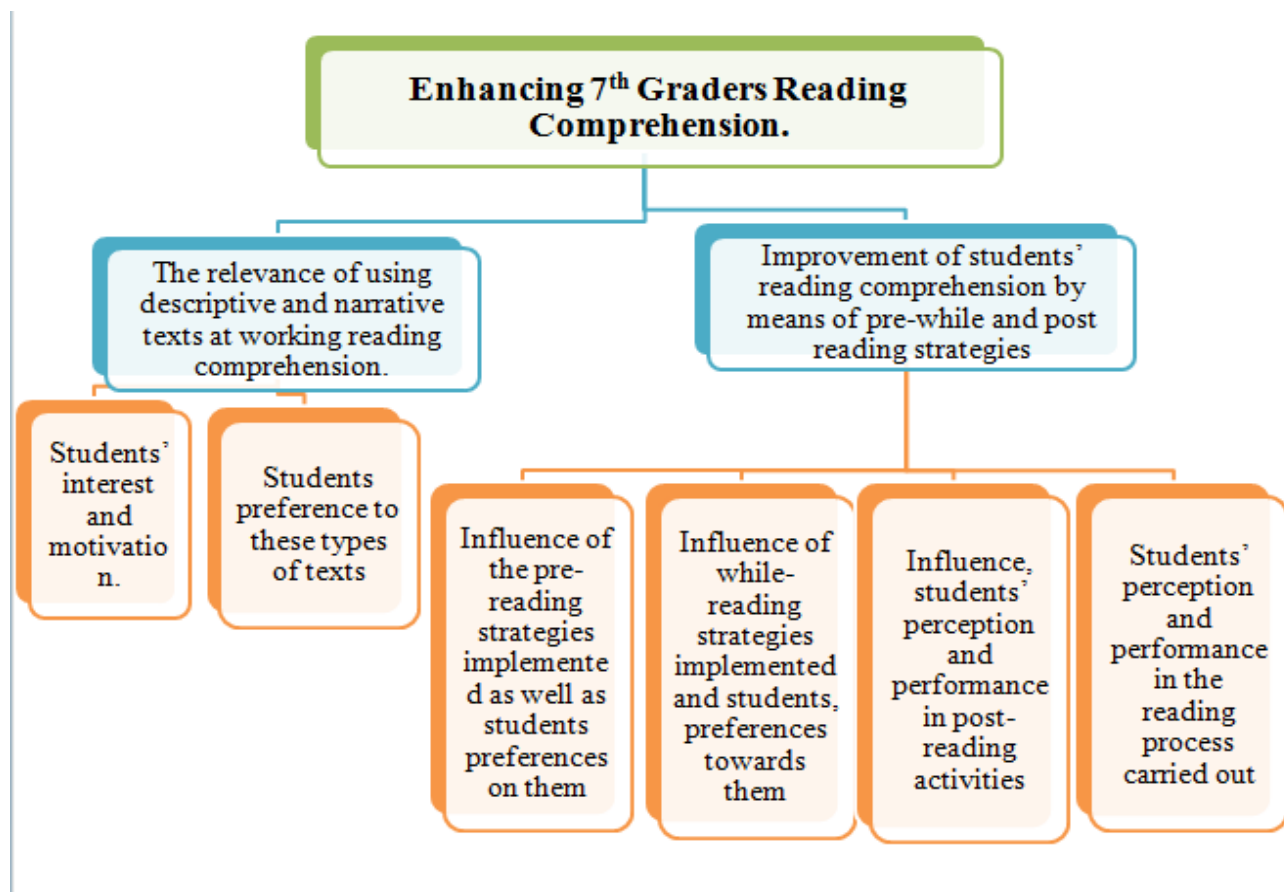 Enhancing 7th Graders Reading
Comprehension.
The relevance of using
descriptive and narrative
texts at working reading
comprehension.
Improvement of students’
reading comprehension by
means of pre-while and post
reading strategies
Students’
interest
and
motivatio
n.
Students
preference to
these types
of texts
Influence of
the pre-
reading
strategies
implemente
d as well as
students
preferences
on them
Influence of
while-
reading
strategies
implemented
and students,
preferences
towards
them
Influence,
students’
perception
and
performance
in post-
reading
activities
Students’
perception
and
performance
in the
reading
process
carried out